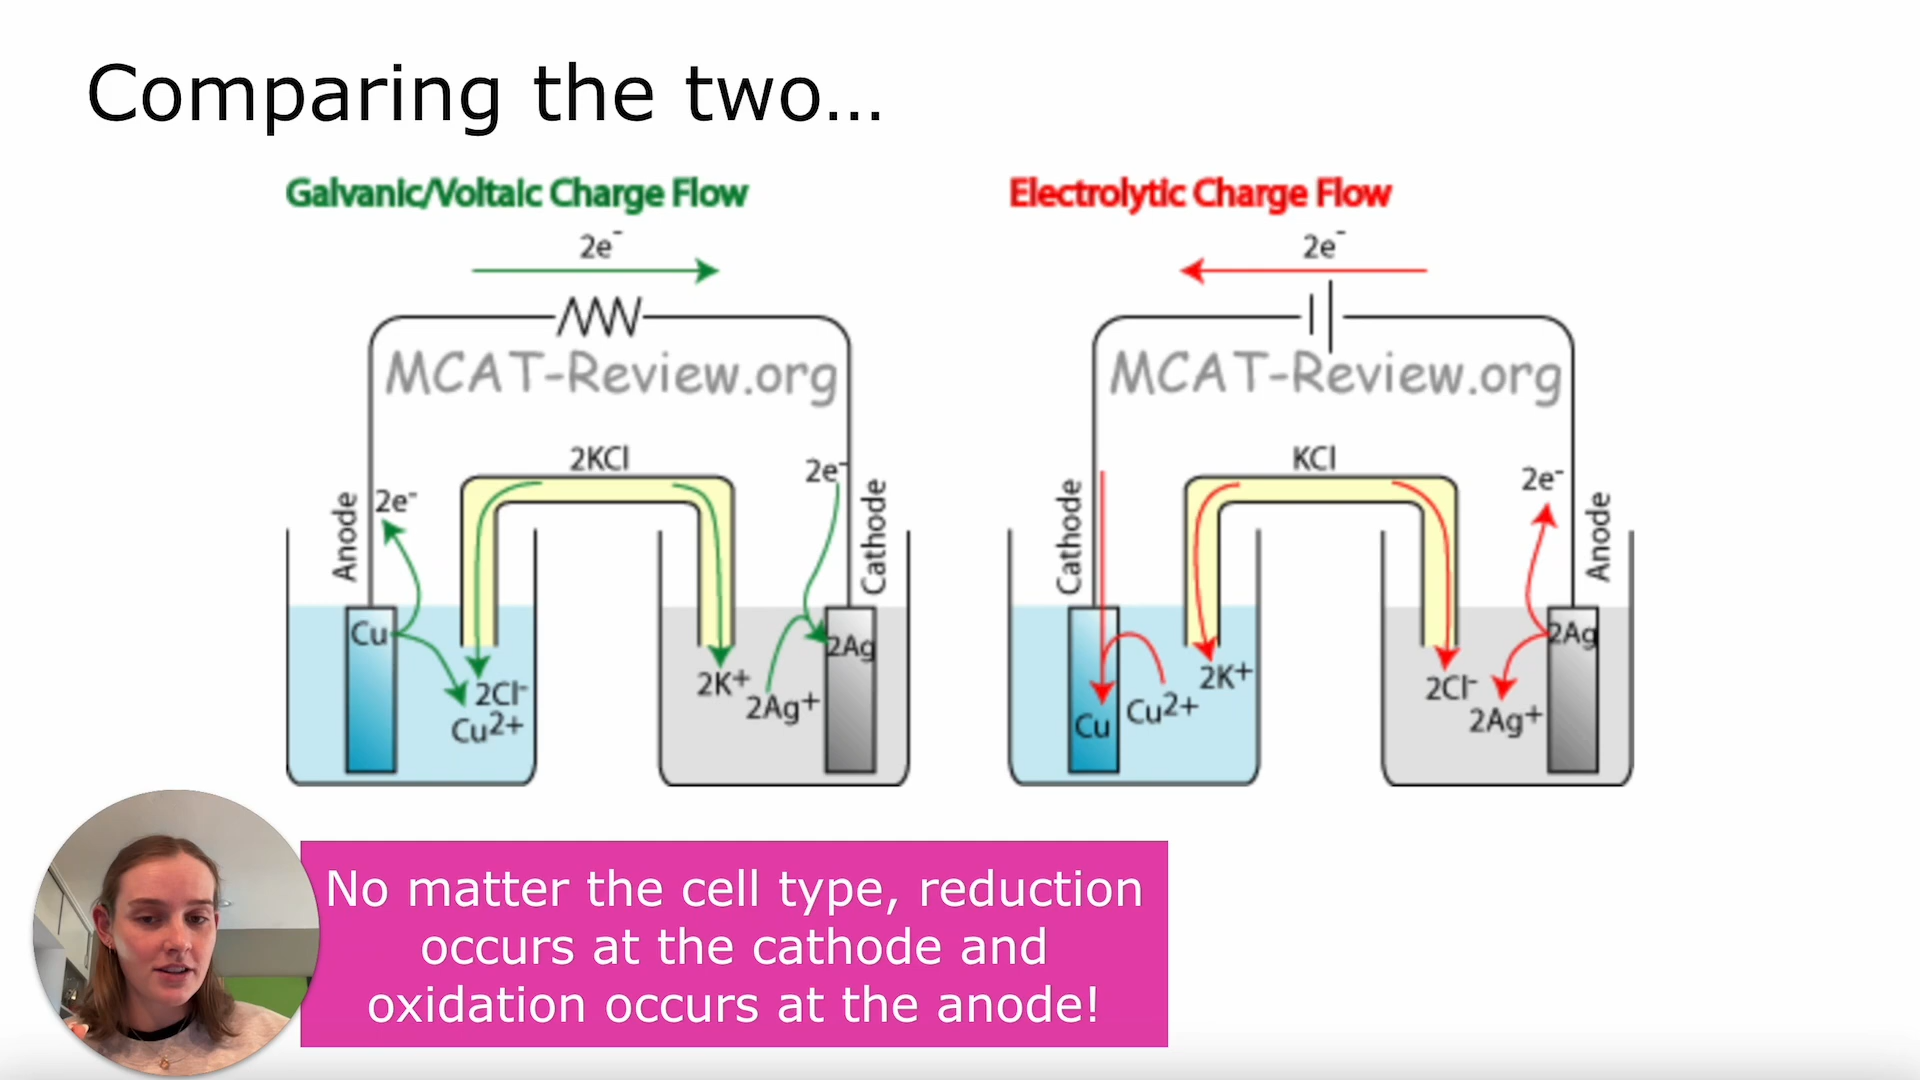 Comparing the two...
Galvanic/Voltaic Charge Flow
2e⁻
MCAT-Review.org
2KCl
Anode
2e⁻
2e⁻
Cathode
Cu
2Cl⁻
Cu²⁺
2K⁺
2Ag⁺
2Ag
Electrolytic Charge Flow
2e⁻
MCAT-Review.org
KCl
Cathode
2e⁻
Anode
Cu
Cu²⁺
2K⁺
2Cl⁻
2Ag⁺
2Ag
No matter the cell type, reduction
occurs at the cathode and
oxidation occurs at the anode!